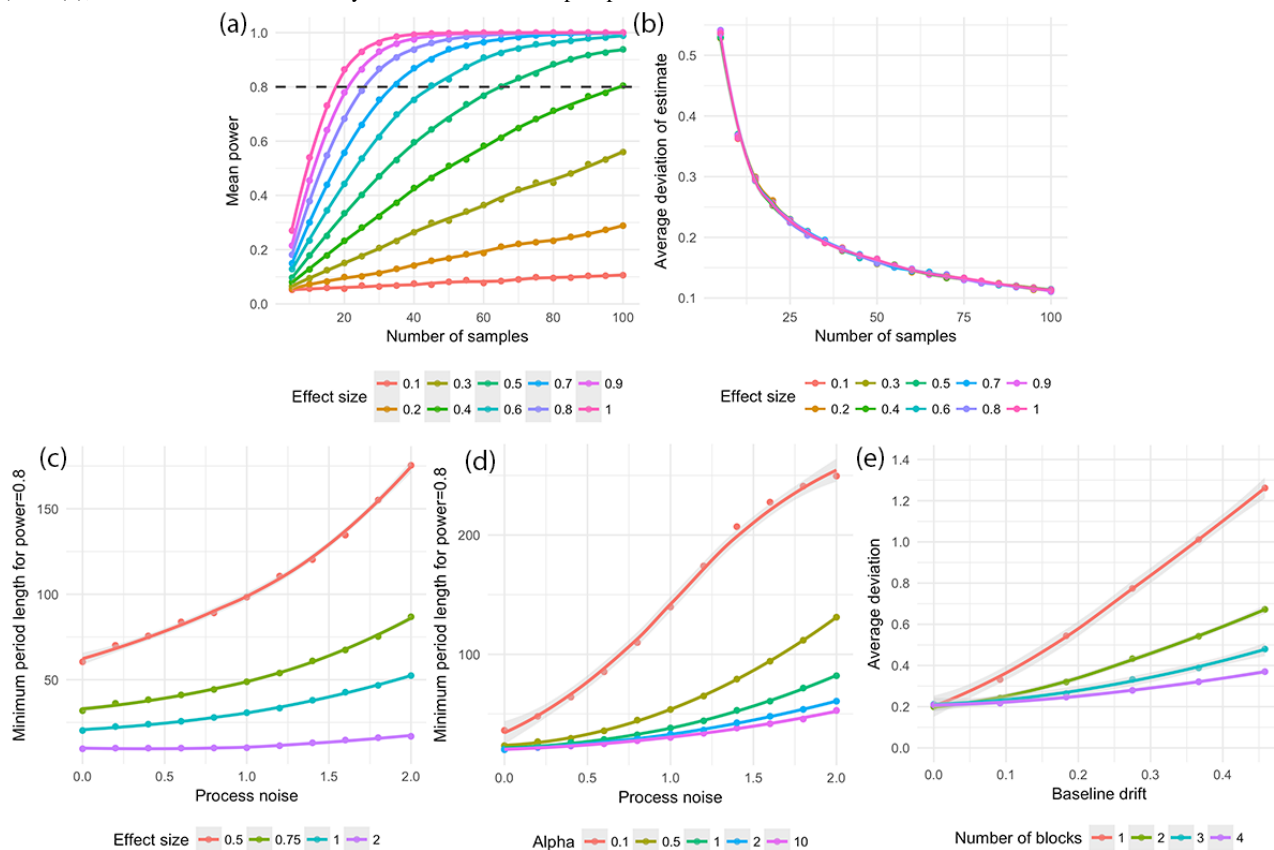 (a)
1.0
0.8
0.6
0.4
0.2
0.0
Mean power
20 40 60 80 100
Number of samples
Effect size
0.1 0.3 0.5 0.7 0.9
0.2 0.4 0.6 0.8 1
(b)
0.5
0.4
0.3
0.2
0.1
Average deviation of estimate
25 50 75 100
Number of samples
Effect size
0.1 0.3 0.5 0.7 0.9
0.2 0.4 0.6 0.8 1
(c)
150
100
50
Minimum period length for power=0.8
0.0 0.5 1.0 1.5 2.0
Process noise
Effect size 0.5 0.75 1 2
(d)
200
100
Minimum period length for power=0.8
0.0 0.5 1.0 1.5 2.0
Process noise
Alpha 0.1 0.5 1 2 10
(e)
1.4
1.2
1.0
0.8
0.6
0.4
0.2
0.0
Average deviation
0.0 0.1 0.2 0.3 0.4
Baseline drift
Number of blocks 1 2 3 4